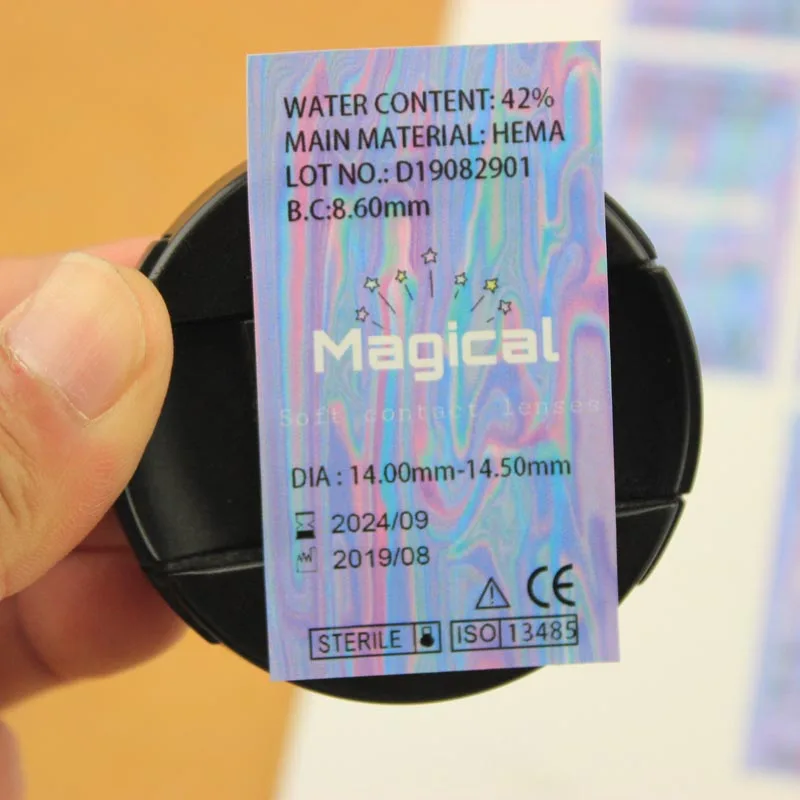 WATER CONTENT: 42%
MAIN MATERIAL: HEMA
LOT NO.: D19082901
B.C:8.60mm
Magical
Soft contact lenses
DIA : 14.00mm-14.50mm
2024/09
2019/08
CE
STERILE
ISO 13485